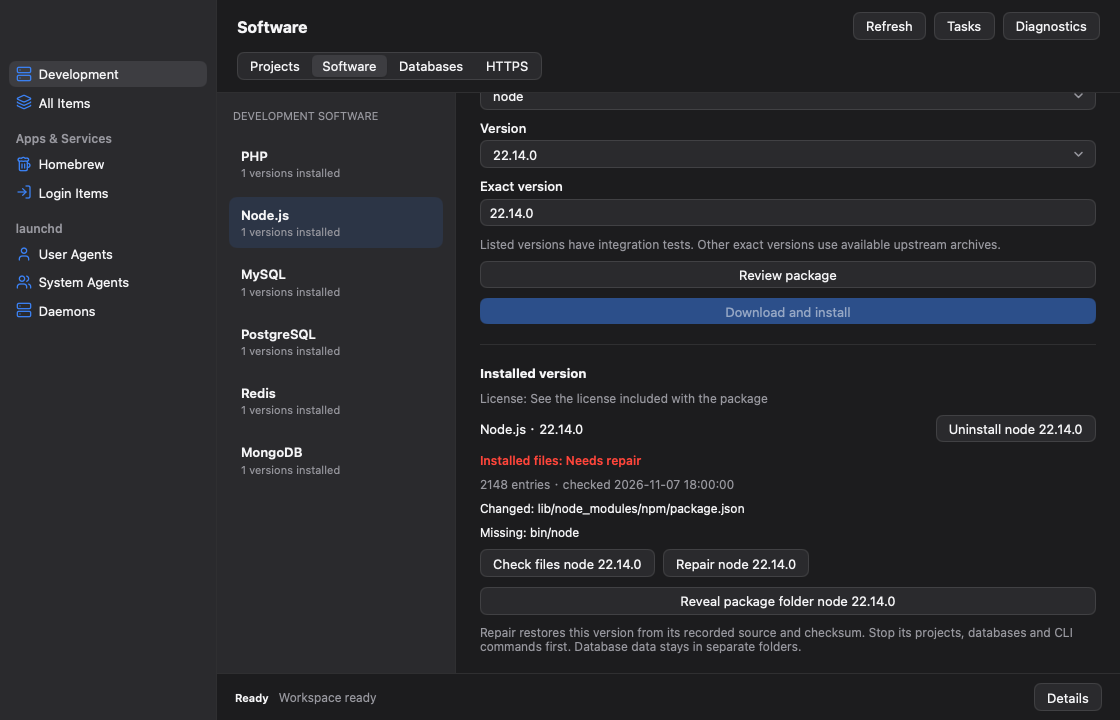 Software
Refresh
Tasks
Diagnostics
Projects
Software
Databases
HTTPS
Development
All Items
Apps & Services
Homebrew
Login Items
launchd
User Agents
System Agents
Daemons
DEVELOPMENT SOFTWARE
PHP
1 versions installed
Node.js
1 versions installed
MySQL
1 versions installed
PostgreSQL
1 versions installed
Redis
1 versions installed
MongoDB
1 versions installed
node
Version
22.14.0
Exact version
22.14.0
Listed versions have integration tests. Other exact versions use available upstream archives.
Review package
Download and install
Installed version
License: See the license included with the package
Node.js · 22.14.0
Uninstall node 22.14.0
Installed files: Needs repair
2148 entries · checked 2026-11-07 18:00:00
Changed: lib/node_modules/npm/package.json
Missing: bin/node
Check files node 22.14.0
Repair node 22.14.0
Reveal package folder node 22.14.0
Repair restores this version from its recorded source and checksum. Stop its projects, databases and CLI
commands first. Database data stays in separate folders.
Ready
Workspace ready
Details